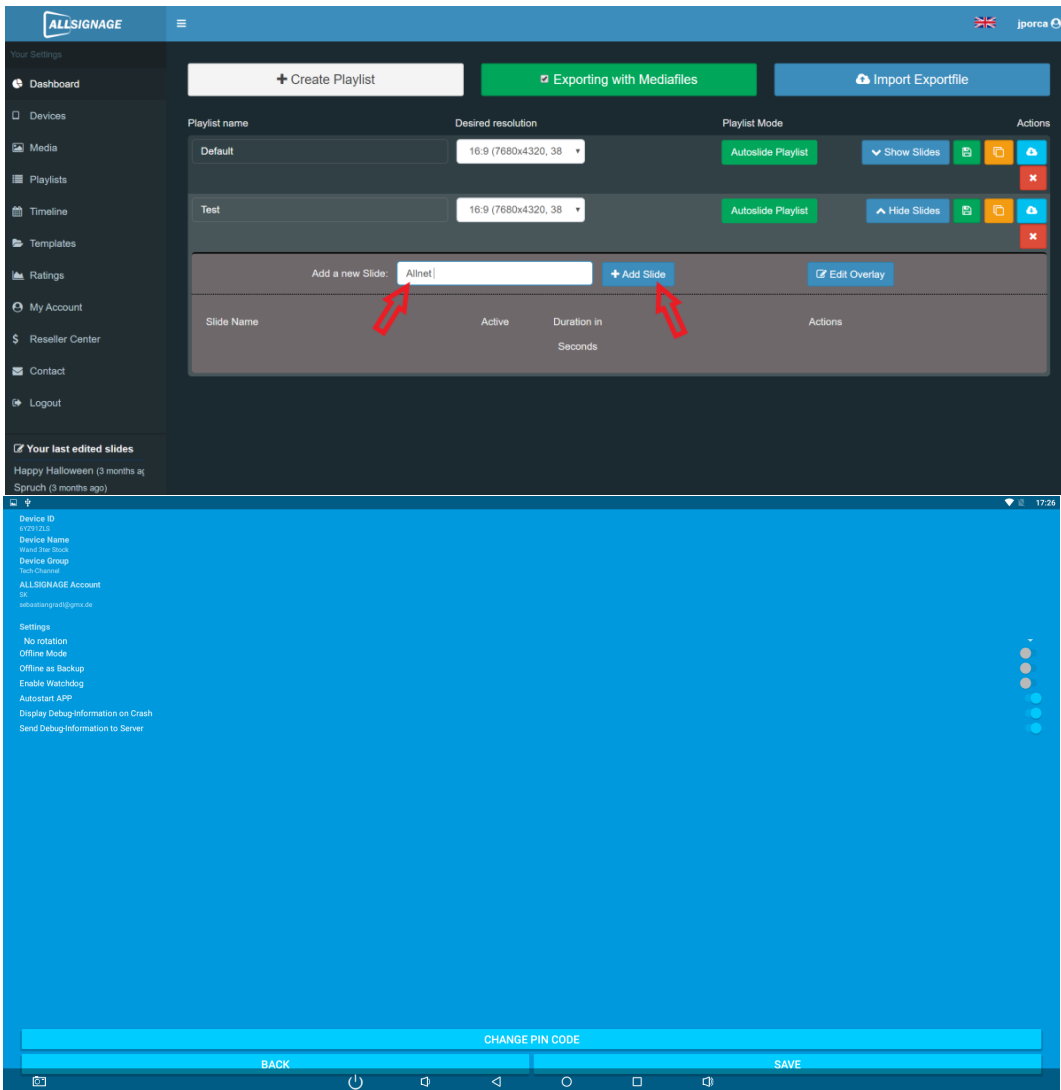 ALLSIGNAGE
jporca
Your Settings
Dashboard
Devices
Media
Playlists
Timeline
Templates
Ratings
My Account
$ Reseller Center
Contact
Logout
Your last edited slides
Happy Halloween (3 months ag
Spruch (3 months ago)
+ Create Playlist
Exporting with Mediafiles
Import Exportfile
Playlist name Desired resolution Playlist Mode Actions
Default 16:9 (7680x4320, 38 Autoslide Playlist Show Slides
Test 16:9 (7680x4320, 38 Autoslide Playlist Hide Slides
Add a new Slide: Allnet + Add Slide Edit Overlay
Slide Name Active Duration in Actions
Seconds
17:26
Device ID
6YZ91ZLS
Device Name
Wand 3ter Stock
Device Group
Tech-Channel
ALLSIGNAGE Account
SK
sebastiangradl@gmx.de
Settings
No rotation
Offline Mode
Offline as Backup
Enable Watchdog
Autostart APP
Display Debug-Information on Crash
Send Debug-Information to Server
CHANGE PIN CODE
BACK SAVE